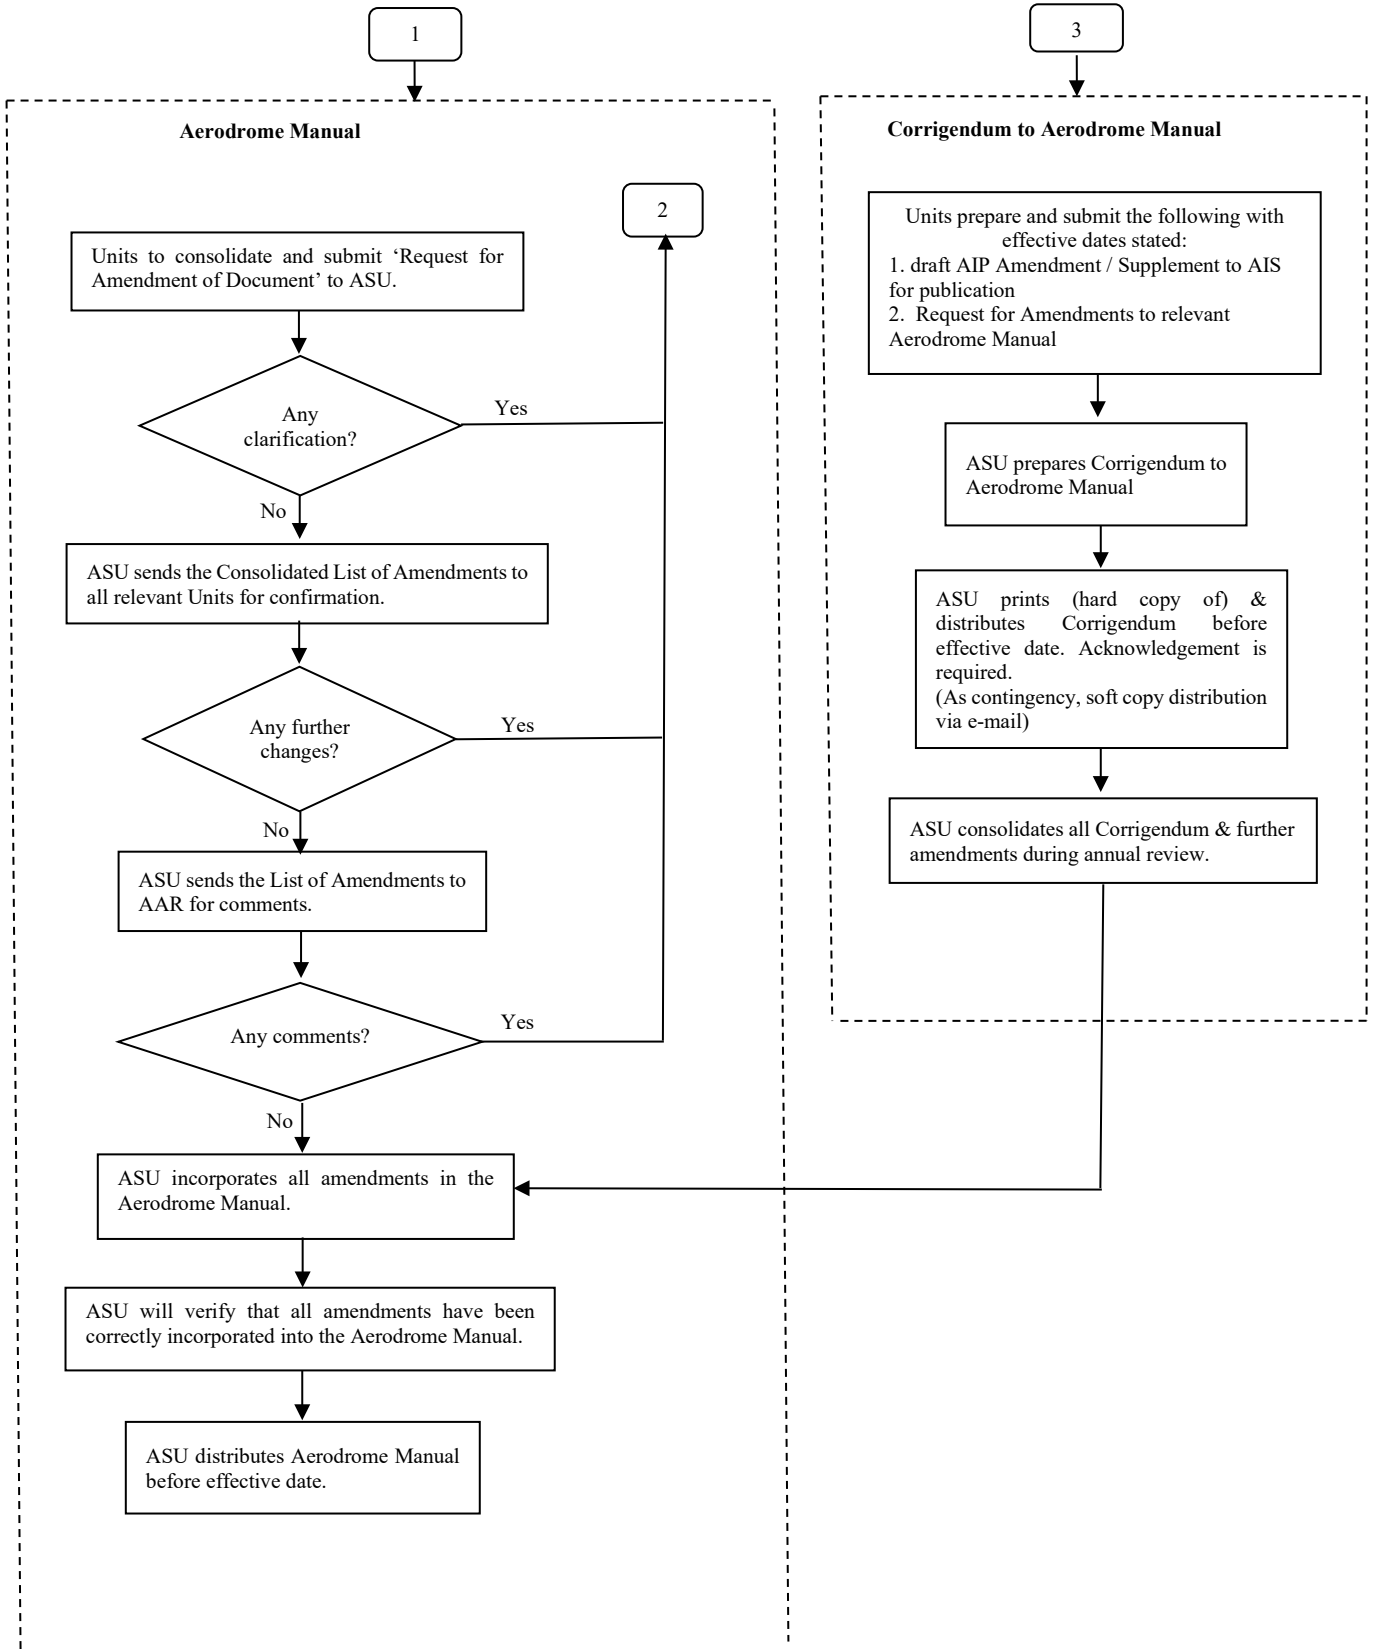 1
Aerodrome Manual
2
Units to consolidate and submit ‘Request for
Amendment of Document’ to ASU.
Any
clarification?
Yes
No
ASU sends the Consolidated List of Amendments to
all relevant Units for confirmation.
Any further
changes?
Yes
No
ASU sends the List of Amendments to
AAR for comments.
Any comments?
Yes
No
ASU incorporates all amendments in the
Aerodrome Manual.
ASU will verify that all amendments have been
correctly incorporated into the Aerodrome Manual.
ASU distributes Aerodrome Manual
before effective date.
3
Corrigendum to Aerodrome Manual
Units prepare and submit the following with
effective dates stated:
1. draft AIP Amendment / Supplement to AIS
for publication
2. Request for Amendments to relevant
Aerodrome Manual
ASU prepares Corrigendum to
Aerodrome Manual
ASU prints (hard copy of) &
distributes Corrigendum before
effective date. Acknowledgement is
required.
(As contingency, soft copy distribution
via e-mail)
ASU consolidates all Corrigendum & further
amendments during annual review.